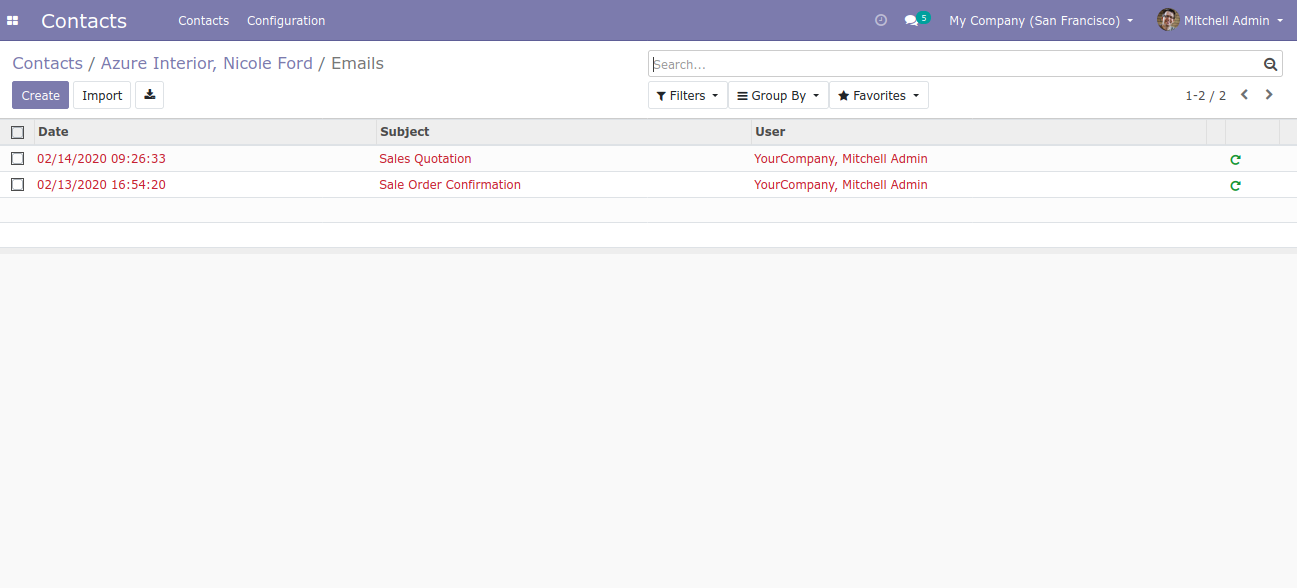 Contacts Contacts Configuration 5 My Company (San Francisco) Mitchell Admin
Contacts / Azure Interior, Nicole Ford / Emails Search...
Create Import Filters Group By Favorites 1-2 / 2
Date Subject User
02/14/2020 09:26:33 Sales Quotation YourCompany, Mitchell Admin
02/13/2020 16:54:20 Sale Order Confirmation YourCompany, Mitchell Admin